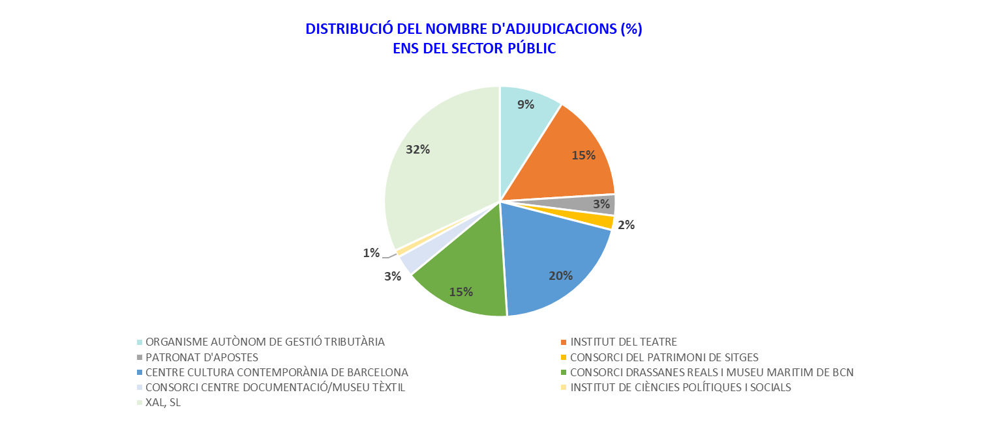 DISTRIBUCIÓ DEL NOMBRE D'ADJUDICACIONS (%)
ENS DEL SECTOR PÚBLIC
9%
15%
3%
2%
20%
15%
3%
1%
32%
ORGANISME AUTÒNOM DE GESTIÓ TRIBUTÀRIA
INSTITUT DEL TEATRE
PATRONAT D'APOSTES
CONSORCI DEL PATRIMONI DE SITGES
CENTRE CULTURA CONTEMPORÀNIA DE BARCELONA
CONSORCI DRASSANES REALS I MUSEU MARITIM DE BCN
CONSORCI CENTRE DOCUMENTACIÓ/MUSEU TÈXTIL
INSTITUT DE CIÈNCIES POLÍTIQUES I SOCIALS
XAL, SL